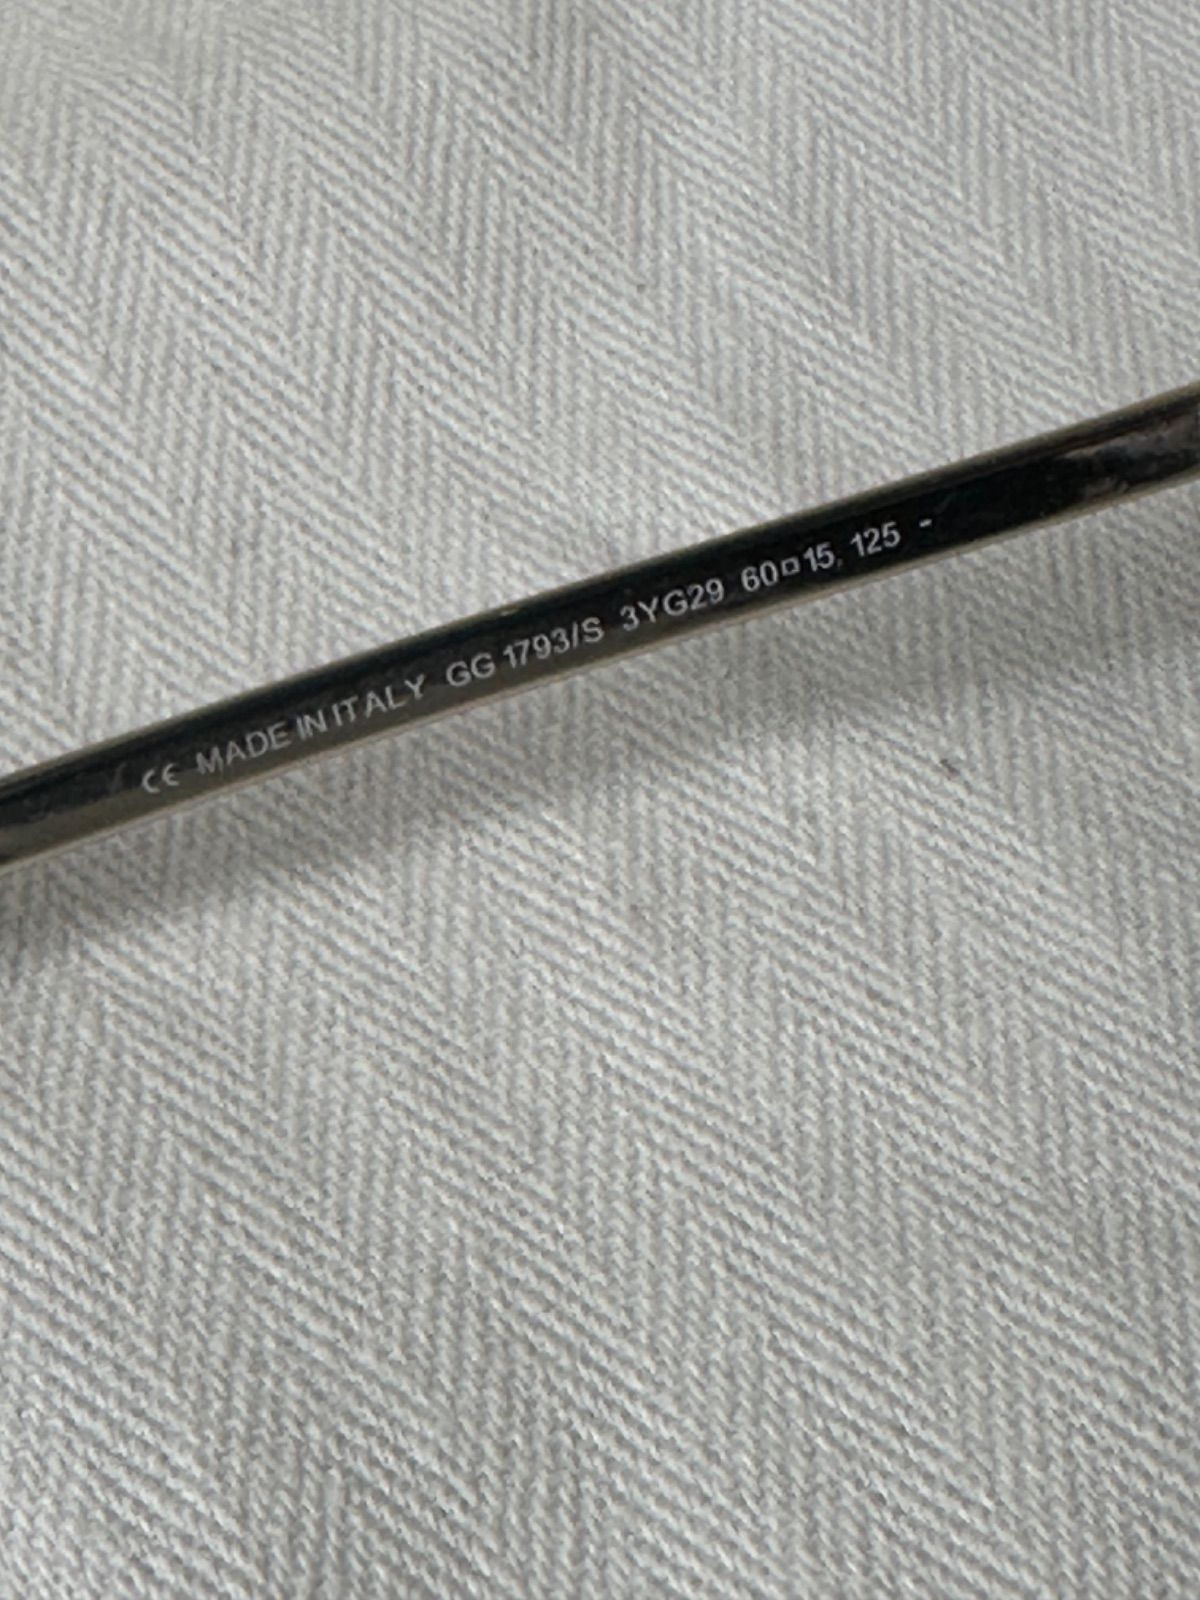 CE MADE IN ITALY GG 1793/S 3YG29 60□15 125 -